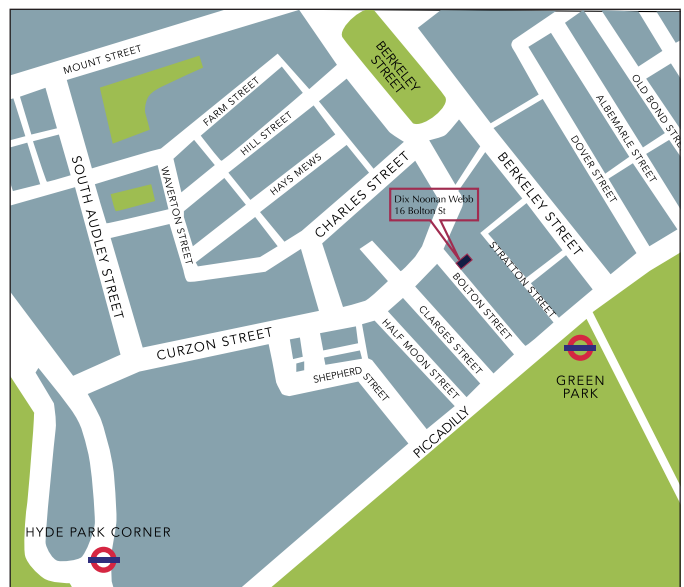 MOUNT STREET
BERKELEY
STREET
OLD BOND STRE
FARM STREET
ALBEMARLE STREET
HILL STREET
DOVER STREET
HAYS MEWS
BERKELEY STREET
CHARLES STREET
SOUTH AUDLEY STREET
WAVERTON STREET
Dix Noonan Webb
16 Bolton St
STRATTON STREET
BOLTON STREET
CLARGES STREET
HALF MOON STREET
CURZON STREET
SHEPHERD
STREET
GREEN
PARK
PICCADILLY
HYDE PARK CORNER